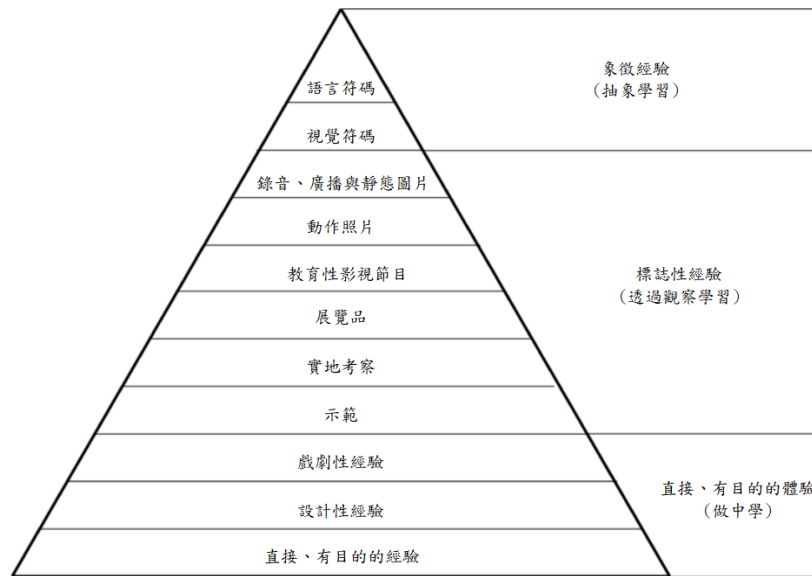 語言符碼
視覺符碼
錄音、廣播與靜態圖片
動作照片
教育性影視節目
展覽品
實地考察
示範
戲劇性經驗
設計性經驗
直接、有目的的經驗
象徵經驗
(抽象學習)
標誌性經驗
(透過觀察學習)
直接、有目的的體驗
(做中學)